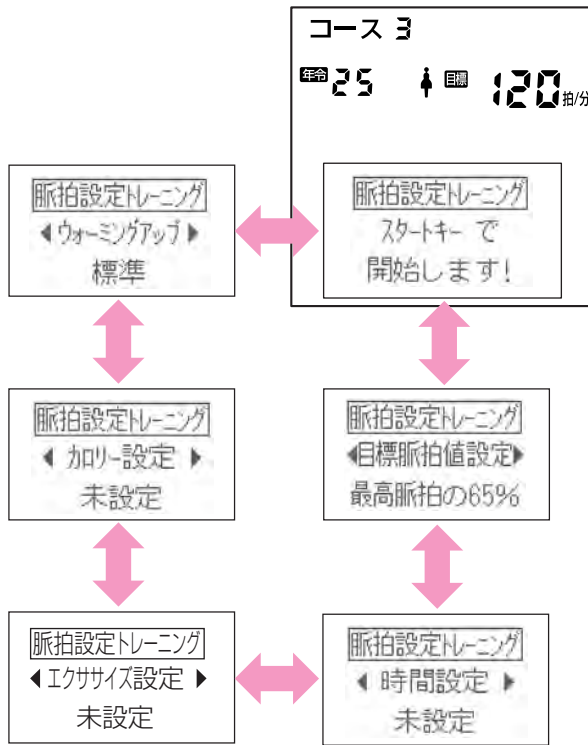 コース 3
年令 25 目標 120 拍/分
脈拍設定トレーニング
スタートキー で
開始します!
脈拍設定トレーニング
◀ウォーミングアップ▶
標準
脈拍設定トレーニング
◀ カロリー設定 ▶
未設定
脈拍設定トレーニング
◀目標脈拍値設定▶
最高脈拍の65%
脈拍設定トレーニング
◀エクササイズ設定 ▶
未設定
脈拍設定トレーニング
◀ 時間設定 ▶
未設定